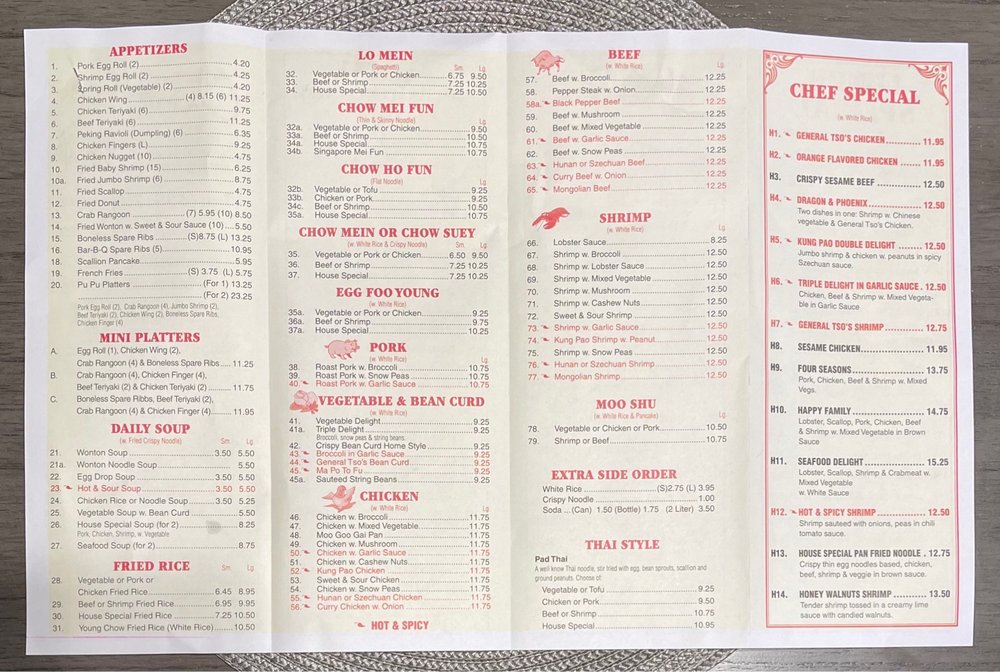 APPETIZERS
1. Pork Egg Roll (2) 4.20
2. Shrimp Egg Roll (2) 4.25
3. Spring Roll (Vegetable) (2) 4.20
4. Chicken Wing (4) 8.15 (6) 11.25
5. Chicken Teriyaki (6) 9.75
6. Beef Teriyaki (6) 11.25
7. Peking Ravioli (Dumpling) (6) 6.35
8. Chicken Fingers (L) 9.25
9. Chicken Nugget (10) 4.75
10. Fried Baby Shrimp (15) 6.25
10a. Fried Jumbo Shrimp (6) 8.75
11. Fried Scallop 4.75
12. Fried Donut 4.75
13. Crab Rangoon (7) 5.95 (10) 8.50
14. Fried Wonton w. Sweet & Sour Sauce (10) 5.50
15. Boneless Spare Ribs (S)8.75 (L) 13.25
16. Bar-B-Q Spare Ribs (5) 10.95
18. Scallion Pancake 5.95
19. French Fries (S) 3.75 (L) 5.75
20. Pu Pu Platters (For 1) 13.25
(For 2) 23.25
Pork Egg Roll (2), Crab Rangoon (4), Jumbo Shrimp (2),
Beef Teriyaki (2), Chicken Wing (2), Boneless Spare Ribs,
Chicken Finger (4)
MINI PLATTERS
A. Egg Roll (1), Chicken Wing (2),
Crab Rangoon (4) & Boneless Spare Ribs 11.25
B. Crab Rangoon (4), Chicken Finger (4),
Beef Teriyaki (2) & Chicken Teriyaki (2) 11.75
C. Boneless Spare Ribbs, Beef Teriyaki (2),
Crab Rangoon (4) & Chicken Finger (4) 11.95
DAILY SOUP
(w. Fried Crispy Noodle) Sm. Lg.
21. Wonton Soup 3.50 5.50
21a. Wonton Noodle Soup 5.50
22. Egg Drop Soup 3.50 5.50
23. Hot & Sour Soup 3.50 5.50
24. Chicken Rice or Noodle Soup 3.50 5.25
25. Vegetable Soup w. Bean Curd 5.50
26. House Special Soup (for 2) 8.25
Pork, Chicken, Shrimp, w. Vegetable
27. Seafood Soup (for 2) 8.75
FRIED RICE Sm. Lg.
28. Vegetable or Pork or
Chicken Fried Rice 6.45 8.95
29. Beef or Shrimp Fried Rice 6.95 9.95
30. House Special Fried Rice 7.25 10.50
31. Young Chow Fried Rice (White Rice) 10.50
LO MEIN
(Spaghetti) Sm. Lg.
32. Vegetable or Pork or Chicken 6.75 9.50
33. Beef or Shrimp 7.25 10.25
34. House Special 7.25 10.50
CHOW MEI FUN
(Thin & Skinny Noodle) Lg.
32a. Vegetable or Pork or Chicken 9.50
33a. Beef or Shrimp 10.50
34a. House Special 10.75
34b. Singapore Mei Fun 10.75
CHOW HO FUN
(Flat Noodle) Lg.
32b. Vegetable or Tofu 9.25
33b. Chicken or Pork 9.50
34c. Beef or Shrimp 10.50
35a. House Special 10.75
CHOW MEIN OR CHOW SUEY
(w. White Rice & Crispy Noodle) Sm. Lg.
35. Vegetable or Pork or Chicken 6.50 9.50
36. Beef or Shrimp 7.25 10.25
37. House Special 7.25 10.25
EGG FOO YOUNG
(w. White Rice) Lg.
35a. Vegetable or Pork or Chicken 9.25
36a. Beef or Shrimp 9.75
37a. House Special 10.25
PORK
(w. White Rice) Lg.
38. Roast Pork w. Broccoli 10.75
39. Roast Pork w. Snow Peas 10.75
40. Roast Pork w. Garlic Sauce 10.75
VEGETABLE & BEAN CURD
(w. White Rice) Lg.
41. Vegetable Delight 9.25
41a. Triple Delight 9.25
Broccoli, snow peas & string beans.
42. Crispy Bean Curd Home Style 9.25
43. Broccoli in Garlic Sauce 9.25
44. General Tso's Bean Curd 9.25
45. Ma Po To Fu 9.25
45a. Sauteed String Beans 9.25
CHICKEN
(w. White Rice) Lg.
46. Chicken w. Broccoli 11.75
47. Chicken w. Mixed Vegetable 11.75
48. Moo Goo Gai Pan 11.75
49. Chicken w. Mushroom 11.75
50. Chicken w. Garlic Sauce 11.75
51. Chicken w. Cashew Nuts 11.75
52. Kung Pao Chicken 11.75
53. Sweet & Sour Chicken 11.75
54. Chicken w. Snow Peas 11.75
55. Hunan or Szechuan Chicken 11.75
56. Curry Chicken w. Onion 11.75
HOT & SPICY
BEEF
(w. White Rice) Lg.
57. Beef w. Broccoli 12.25
58. Pepper Steak w. Onion 12.25
58a. Black Pepper Beef 12.25
59. Beef w. Mushroom 12.25
60. Beef w. Mixed Vegetable 12.25
61. Beef w. Garlic Sauce 12.25
62. Beef w. Snow Peas 12.25
63. Hunan or Szechuan Beef 12.25
64. Curry Beef w. Onion 12.25
65. Mongolian Beef 12.25
SHRIMP
(w. White Rice) Lg.
66. Lobster Sauce 8.25
67. Shrimp w. Broccoli 12.50
68. Shrimp w. Lobster Sauce 12.50
69. Shrimp w. Mixed Vegetable 12.50
70. Shrimp w. Mushroom 12.50
71. Shrimp w. Cashew Nuts 12.50
72. Sweet & Sour Shrimp 12.50
73. Shrimp w. Garlic Sauce 12.50
74. Kung Pao Shrimp w. Peanut 12.50
75. Shrimp w. Snow Peas 12.50
76. Hunan or Szechuan Shrimp 12.50
77. Mongolian Shrimp 12.50
MOO SHU
(w. White Rice & Pancake) Lg.
78. Vegetable or Chicken or Pork 10.50
79. Shrimp or Beef 10.75
EXTRA SIDE ORDER
White Rice (S)2.75 (L) 3.95
Crispy Noodle 1.00
Soda ...(Can) 1.50 (Bottle) 1.75 (2 Liter) 3.50
THAI STYLE
Pad Thai
A well know Thai noodle, stir fried with egg, bean sprouts, scallion and
ground peanuts. Choose of:
Vegetable or Tofu 9.25
Chicken or Pork 9.50
Beef or Shrimp 10.75
House Special 10.95
CHEF SPECIAL
(w. White Rice)
H1. GENERAL TSO'S CHICKEN 11.95
H2. ORANGE FLAVORED CHICKEN 11.95
H3. CRISPY SESAME BEEF 12.50
H4. DRAGON & PHOENIX 12.50
Two dishes in one: Shrimp w. Chinese
vegetable & General Tso's Chicken.
H5. KUNG PAO DOUBLE DELIGHT 12.50
Jumbo shrimp & chicken w. peanuts in spicy
Szechuan sauce.
H6. TRIPLE DELIGHT IN GARLIC SAUCE 12.50
Chicken, Beef & Shrimp w. Mixed Vegeta-
ble in Garlic Sauce
H7. GENERAL TSO'S SHRIMP 12.75
H8. SESAME CHICKEN 11.95
H9. FOUR SEASONS 13.75
Pork, Chicken, Beef & Shrimp w. Mixed
Vegs.
H10. HAPPY FAMILY 14.75
Lobster, Scallop, Pork, Chicken, Beef
& Shrimp w. Mixed Vegetable in Brown
Sauce
H11. SEAFOOD DELIGHT 15.25
Lobster, Scallop, Shrimp & Crabmeat w.
Mixed Vegetable
w. White Sauce
H12. HOT & SPICY SHRIMP 12.50
Shrimp sauteed with onions, peas in chili
tomato sauce.
H13. HOUSE SPECIAL PAN FRIED NOODLE 12.75
Crispy thin egg noodles based, chicken,
beef, shrimp & veggie in brown sauce.
H14. HONEY WALNUTS SHRIMP 13.50
Tender shrimp tossed in a creamy lime
sauce with candied walnuts.